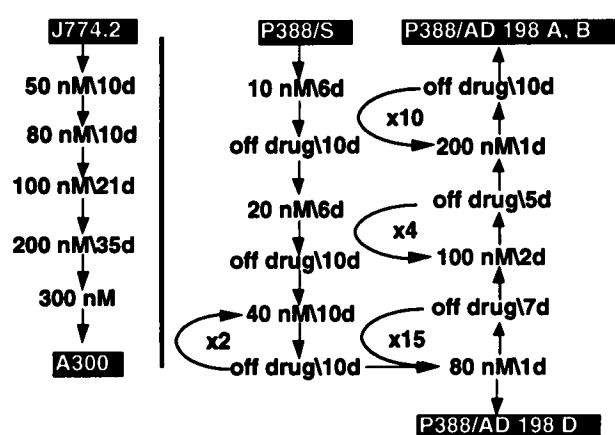 J774.2
50 nM\10d
80 nM\10d
100 nM\21d
200 nM\35d
300 nM
A300
P388/S
10 nM\6d
off drug\10d
20 nM\6d
off drug\10d
40 nM\10d
x2
off drug\10d
P388/AD 198 A, B
off drug\10d
x10
200 nM\1d
off drug\5d
x4
100 nM\2d
off drug\7d
x15
80 nM\1d
P388/AD 198 D